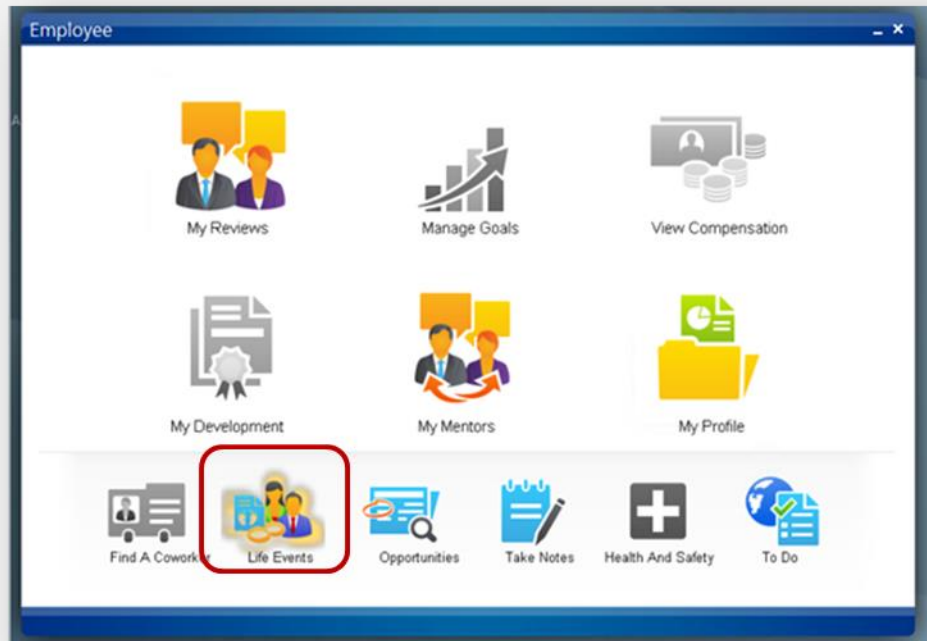 Employee
My Reviews
Manage Goals
View Compensation
My Development
My Mentors
My Profile
Find A Coworker
Life Events
Opportunities
Take Notes
Health And Safety
To Do